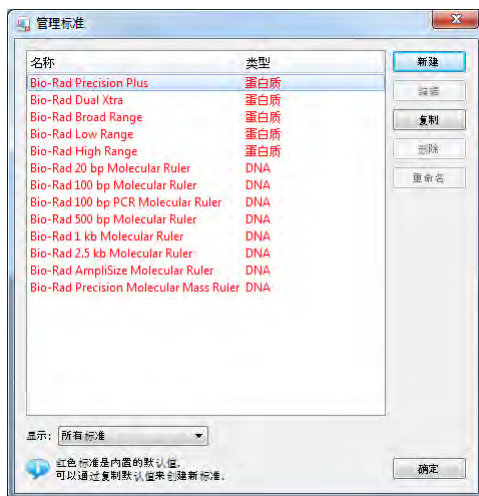 管理标准
名称 类型
Bio-Rad Precision Plus 蛋白质
Bio-Rad Dual Xtra 蛋白质
Bio-Rad Broad Range 蛋白质
Bio-Rad Low Range 蛋白质
Bio-Rad High Range 蛋白质
Bio-Rad 20 bp Molecular Ruler DNA
Bio-Rad 100 bp Molecular Ruler DNA
Bio-Rad 100 bp PCR Molecular Ruler DNA
Bio-Rad 500 bp Molecular Ruler DNA
Bio-Rad 1 kb Molecular Ruler DNA
Bio-Rad 2.5 kb Molecular Ruler DNA
Bio-Rad AmpliSize Molecular Ruler DNA
Bio-Rad Precision Molecular Mass Ruler DNA
新建
编辑
复制
删除
重命名
显示: 所有标准
红色标准是内置的默认值.
可以通过复制默认值来创建新标准.
确定